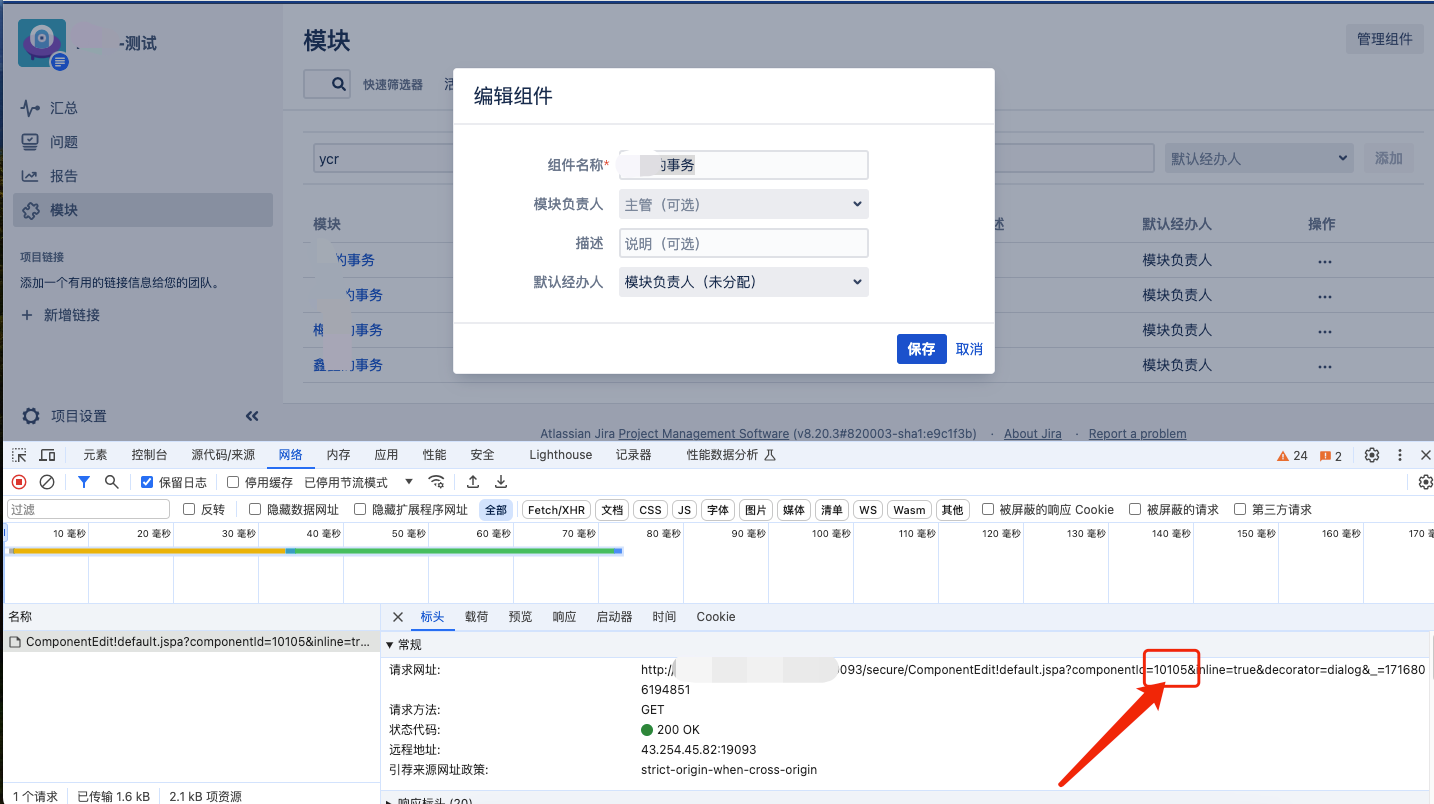 -测试
汇总
问题
报告
模块
项目链接
添加一个有用的链接信息给您的团队。
+ 新增链接
项目设置
模块
管理组件
快速筛选器
ycr
默认经办人
添加
模块
默认经办人
操作
的事务
模块负责人
的事务
模块负责人
的事务
模块负责人
鑫
的事务
模块负责人
编辑组件
组件名称*
的事务
模块负责人
主管（可选）
描述
说明（可选）
默认经办人
模块负责人（未分配）
保存
取消
Atlassian Jira Project Management Software (v8.20.3#820003-sha1:e9c1f3b) · About Jira · Report a problem
元素 控制台 源代码/来源 网络 内存 应用 性能 安全 Lighthouse 记录器 性能数据分析 24 2
保留日志 停用缓存 已停用节流模式
过滤 反转 隐藏数据网址 隐藏扩展程序网址 全部 Fetch/XHR 文档 CSS JS 字体 图片 媒体 清单 WS Wasm 其他 被屏蔽的响应 Cookie 被屏蔽的请求 第三方请求
10 毫秒 20 毫秒 30 毫秒 40 毫秒 50 毫秒 60 毫秒 70 毫秒 80 毫秒 90 毫秒 100 毫秒 110 毫秒 120 毫秒 130 毫秒 140 毫秒 150 毫秒 160 毫秒 170
名称
ComponentEdit!default.jspa?componentId=10105&inline=tr...
标头 载荷 预览 响应 启动器 时间 Cookie
常规
请求网址:
http://
093/secure/ComponentEdit!default.jspa?componentId=10105&inline=true&decorator=dialog&_=171680
6194851
请求方法:
GET
状态代码:
200 OK
远程地址:
43.254.45.82:19093
引荐来源网址政策:
strict-origin-when-cross-origin
响应标头 (20)
1 个请求 已传输 1.6 kB 2.1 kB 项资源